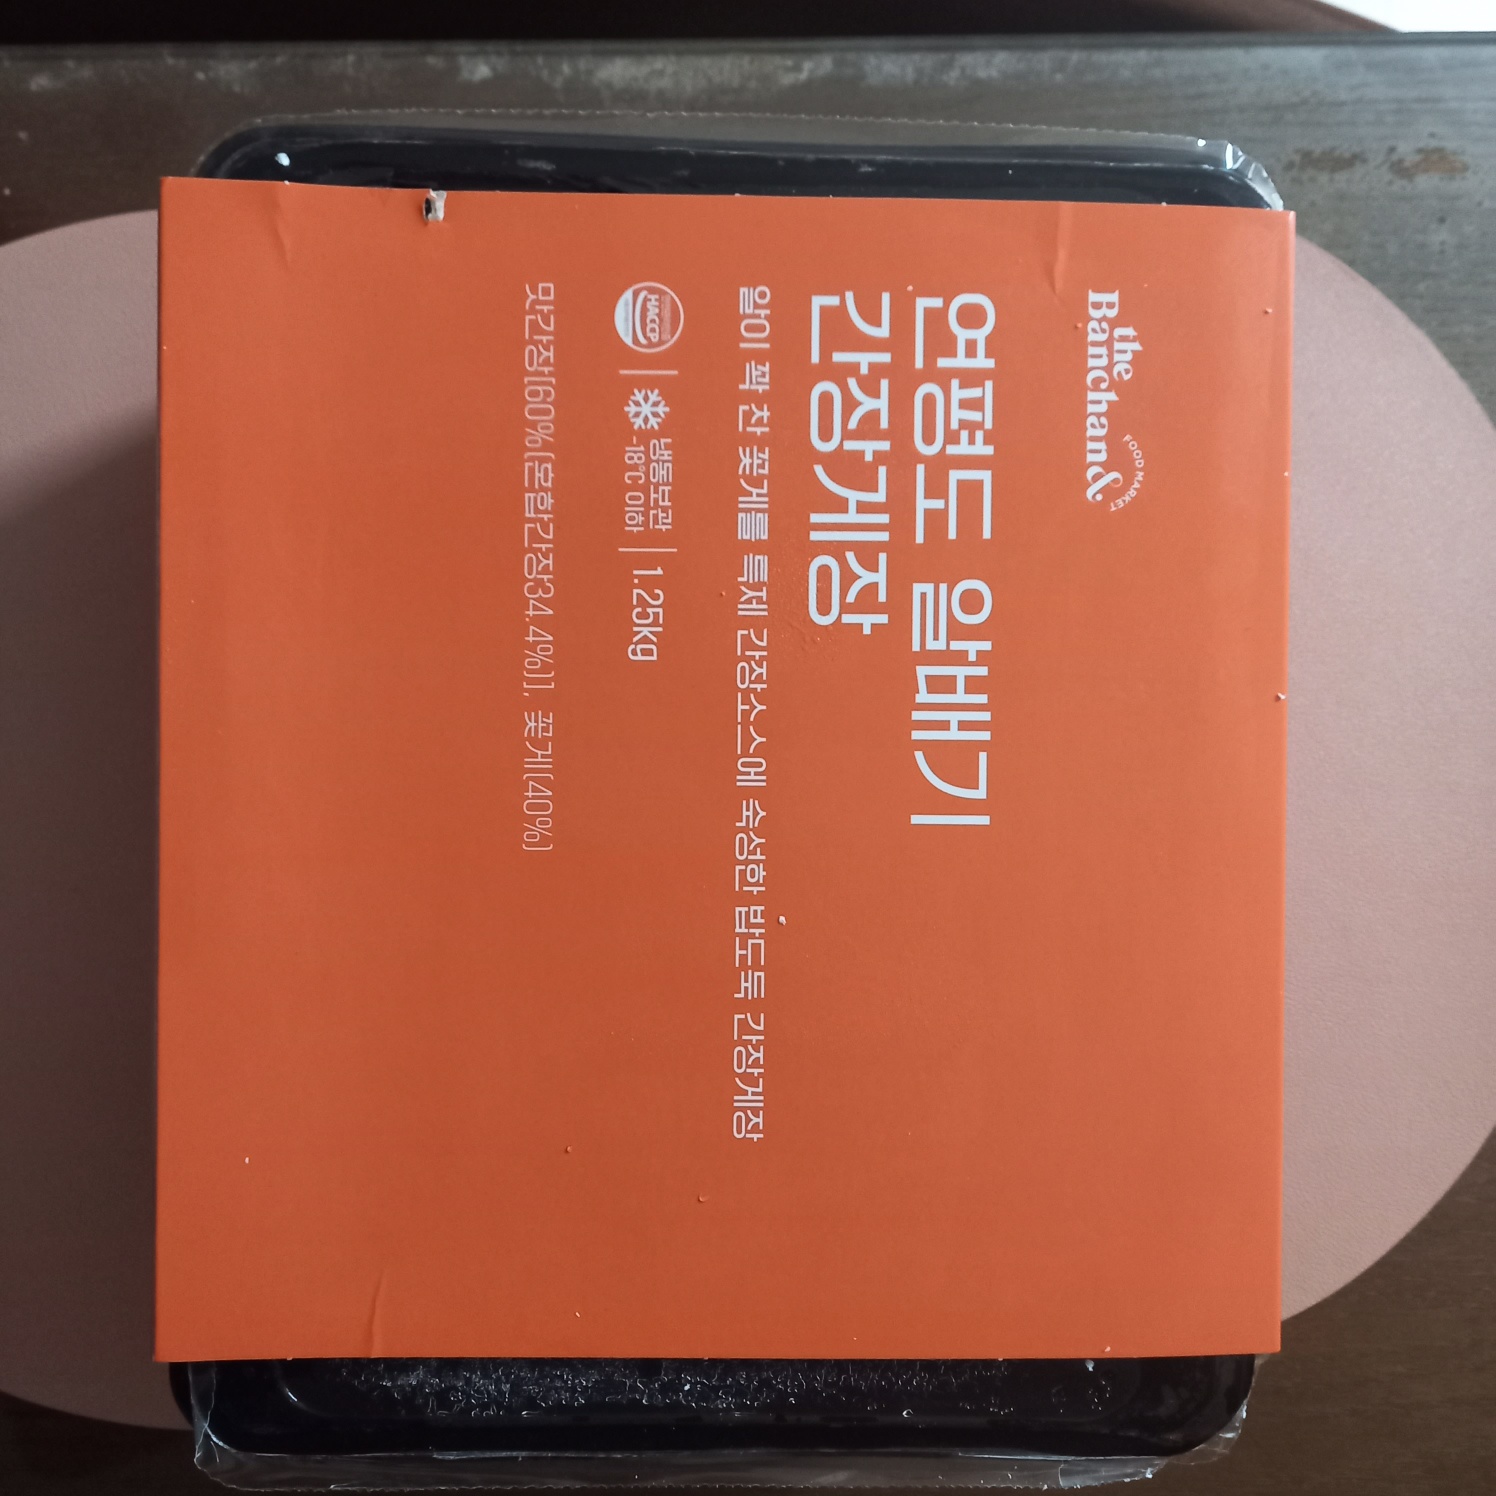 the
Banchan&
FOOD MARKET
연평도 알배기
간장게장
알이 꽉 찬 꽃게를 특제 간장소스에 숙성한 밥도둑 간장게장
HACCP
냉동보관
-18℃ 이하
1.25kg
맛간장[60%(혼합간장34.4%)], 꽃게(40%)